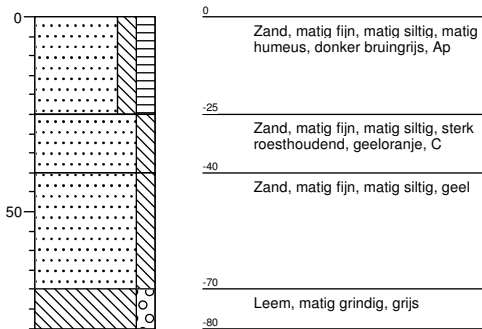 0
0
Zand, matig fijn, matig siltig, matig
humeus, donker bruingrijs, Ap
-25
Zand, matig fijn, matig siltig, sterk
roesthoudend, geeloranje, C
-40
Zand, matig fijn, matig siltig, geel
50
-70
Leem, matig grindig, grijs
-80